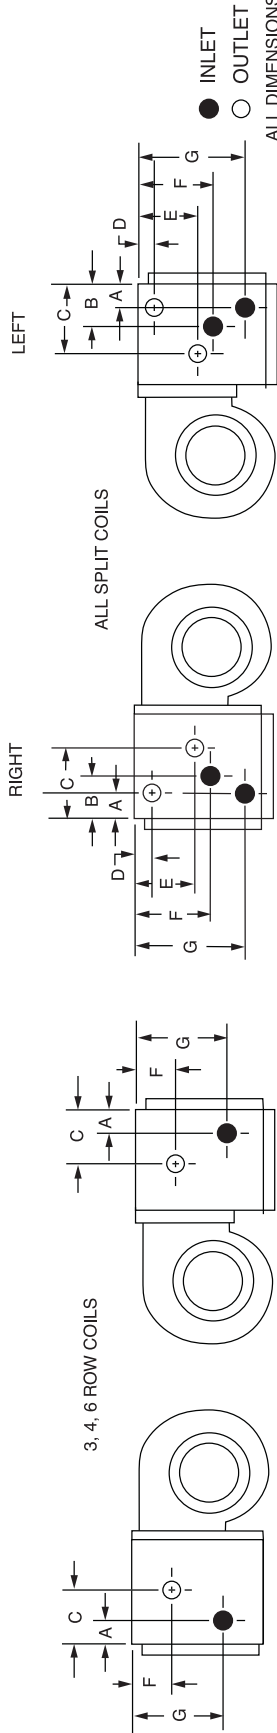 3, 4, 6 ROW COILS
C
A
F
G
C
A
F
G
RIGHT
LEFT
ALL SPLIT COILS
C
B
A
D
E
F
G
C
B
A
D
E
F
G
INLET
OUTLET
ALL DIMENSIONS